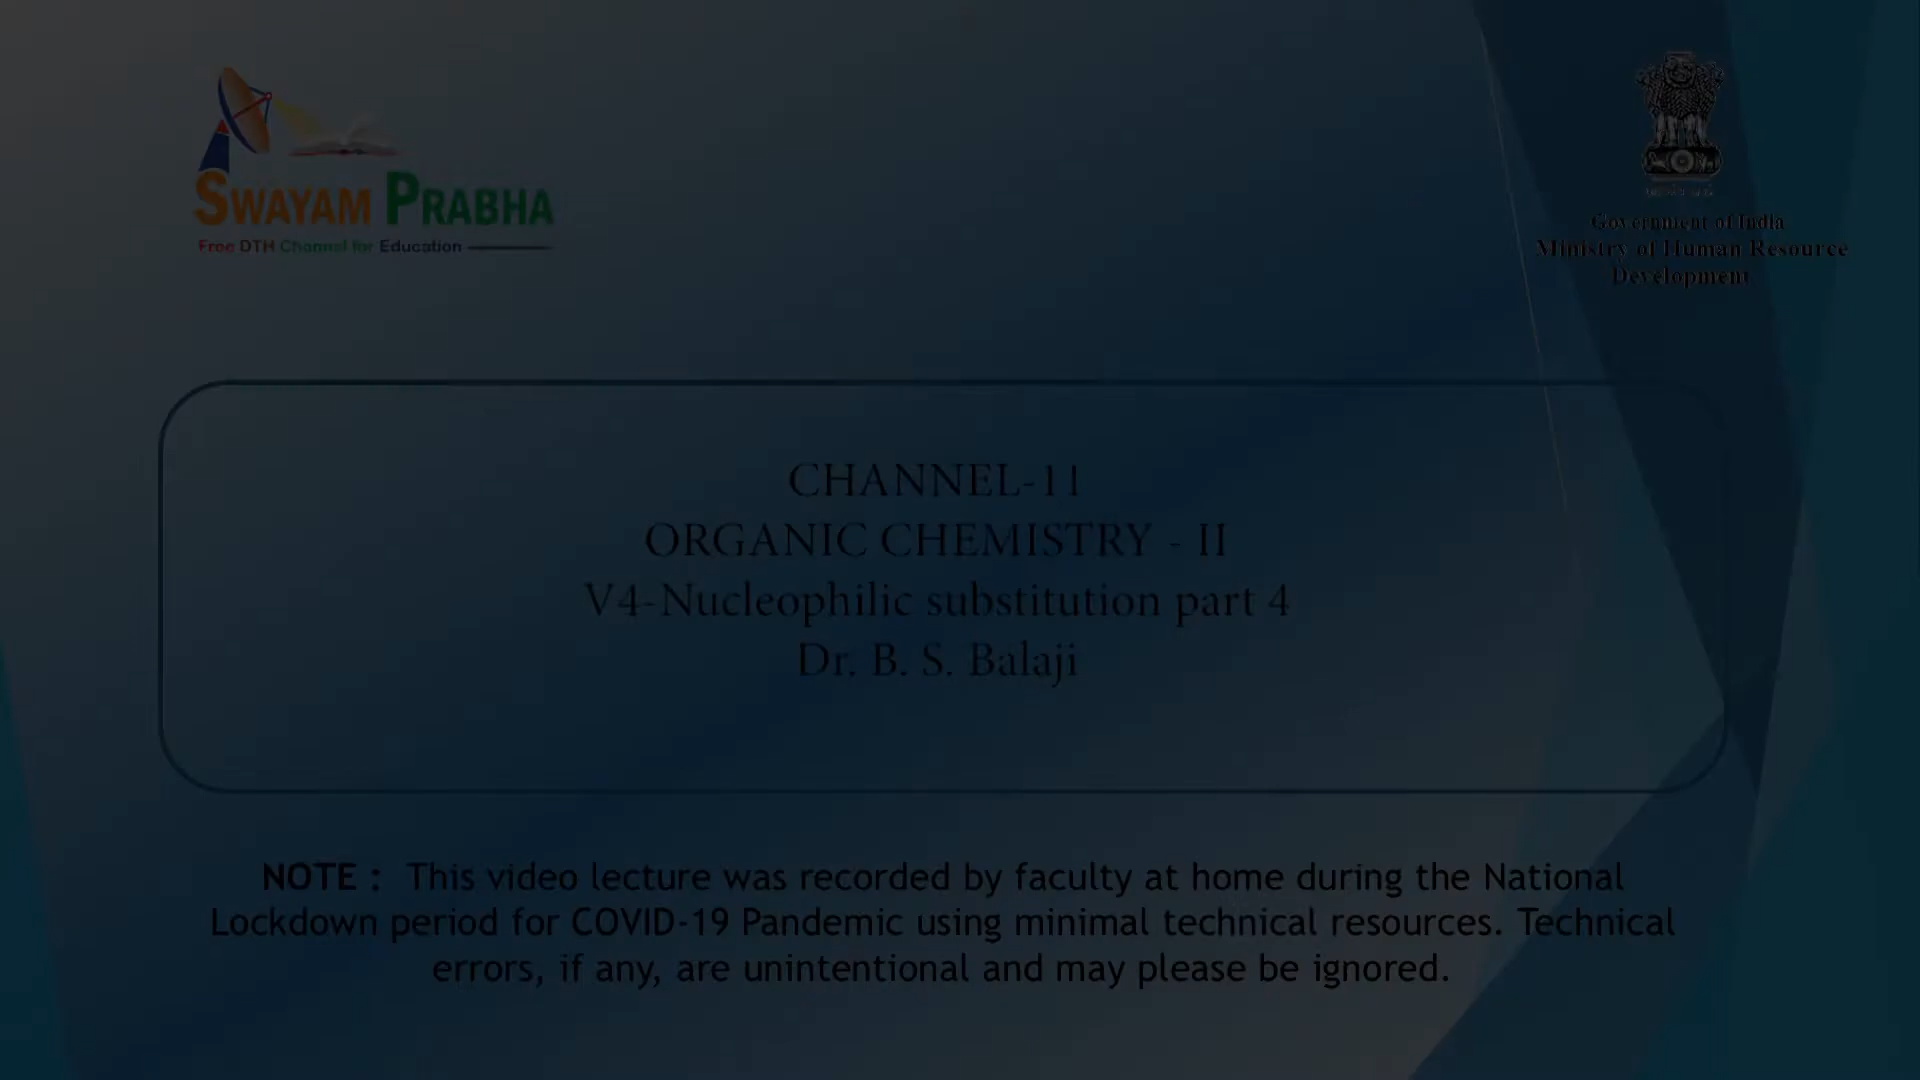 SWAYAM PRABHA
Free DTH Channel for Education
Government of India
Ministry of Human Resource
Development
CHANNEL-11
ORGANIC CHEMISTRY - II
V4-Nucleophilic substitution part 4
Dr. B. S. Balaji
NOTE : This video lecture was recorded by faculty at home during the National
Lockdown period for COVID-19 Pandemic using minimal technical resources. Technical
errors, if any, are unintentional and may please be ignored.